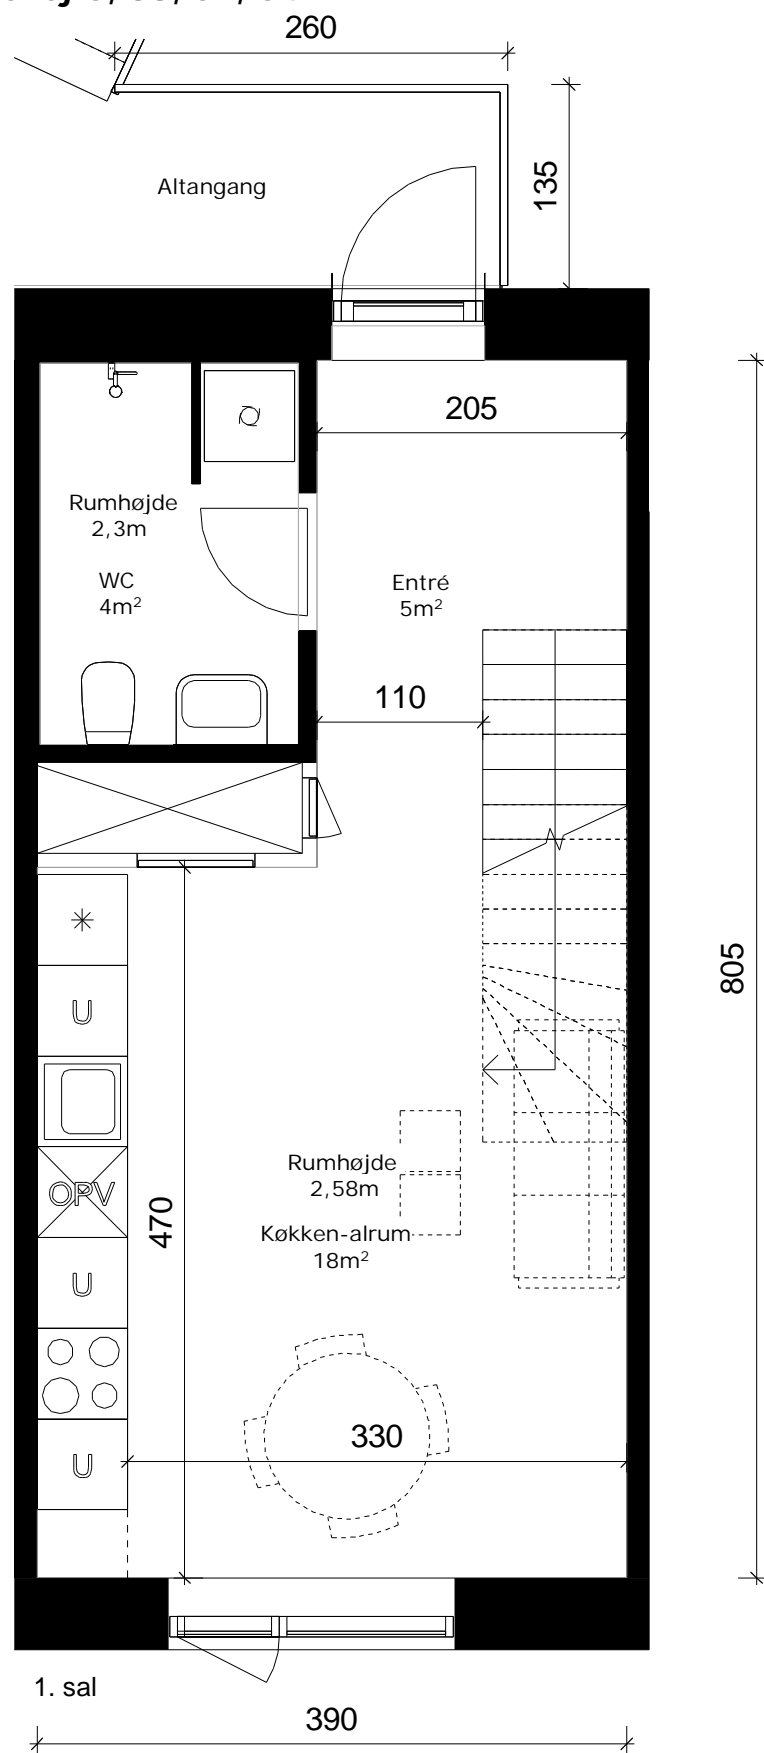 260
135
Altangang
205
Rumhøjde
2,3m
WC
4m²
Entré
5m²
110
805
U
OPV
470
Rumhøjde
2,58m
Køkken-alrum
18m²
U
330
U
1. sal
390